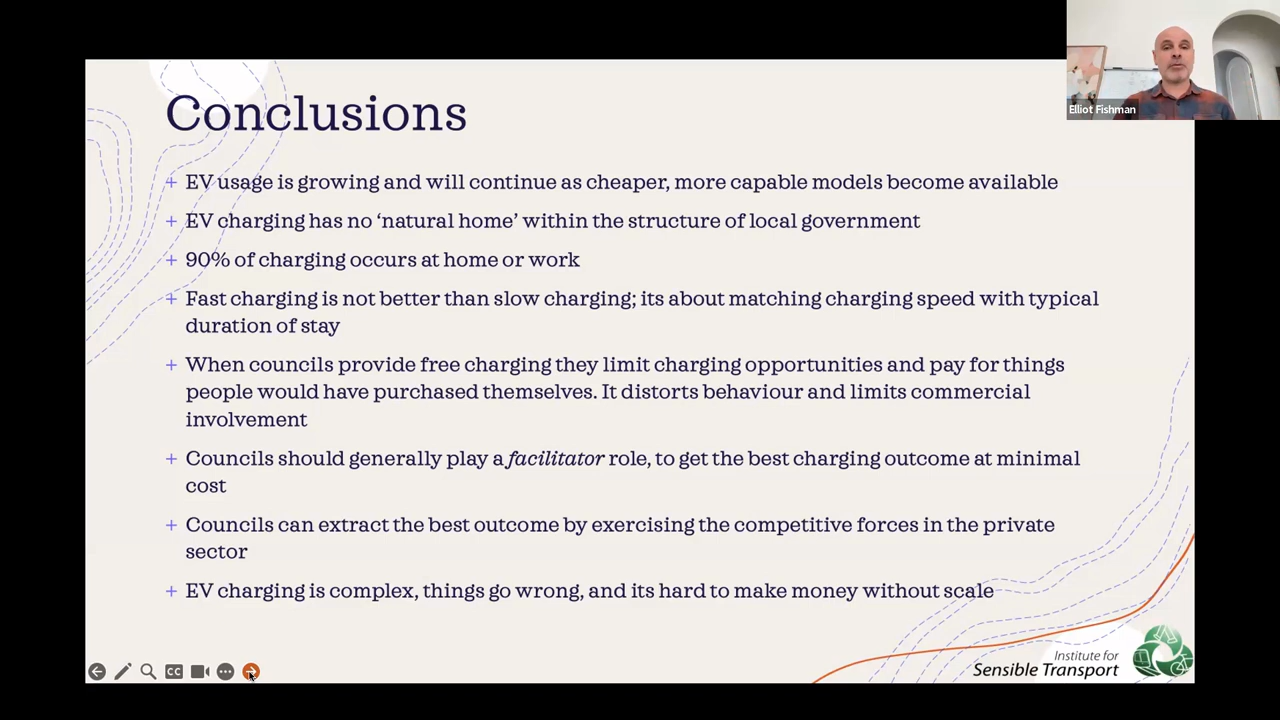 Elliot Fishman
Conclusions
+ EV usage is growing and will continue as cheaper, more capable models become available
+ EV charging has no ‘natural home’ within the structure of local government
+ 90% of charging occurs at home or work
+ Fast charging is not better than slow charging; its about matching charging speed with typical
duration of stay
+ When councils provide free charging they limit charging opportunities and pay for things
people would have purchased themselves. It distorts behaviour and limits commercial
involvement
+ Councils should generally play a facilitator role, to get the best charging outcome at minimal
cost
+ Councils can extract the best outcome by exercising the competitive forces in the private
sector
+ EV charging is complex, things go wrong, and its hard to make money without scale
CC
Institute for
Sensible Transport